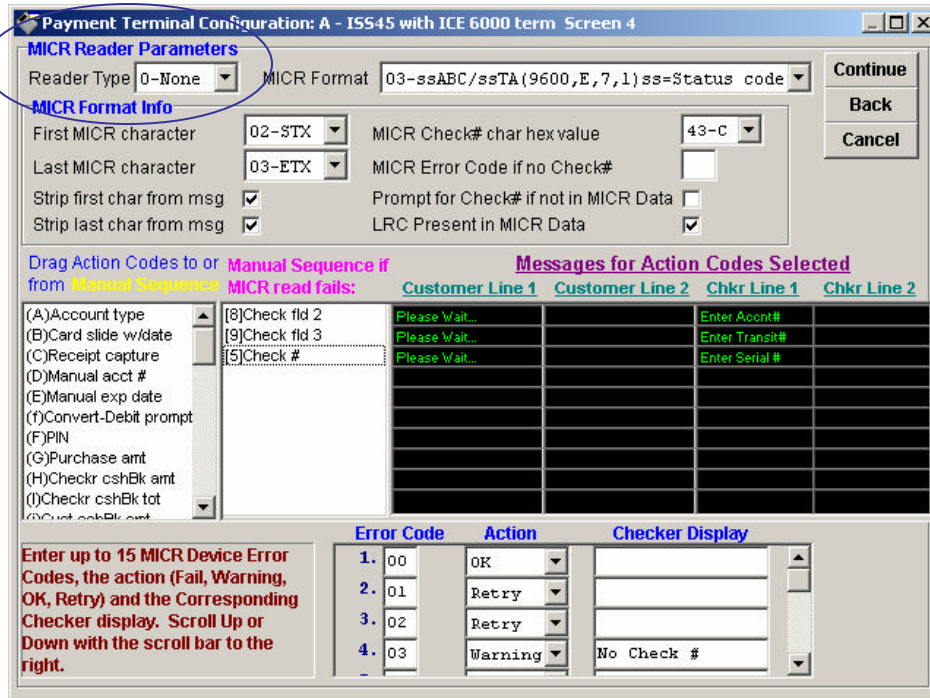 Payment Terminal Configuration: A - ISS45 with ICE 6000 term Screen 4
MICR Reader Parameters
Reader Type 0-None MICR Format 03-ssABC/ssTA(9600,E,7,1)ss=Status code
Continue
Back
Cancel
MICR Format Info
First MICR character 02-STX MICR Check# char hex value 43-C
Last MICR character 03-ETX MICR Error Code if no Check#
Strip first char from msg Prompt for Check# if not in MICR Data
Strip last char from msg LRC Present in MICR Data
Drag Action Codes to or
from Manual Sequence
Manual Sequence if
MICR read fails:
Messages for Action Codes Selected
Customer Line 1 Customer Line 2 Chkr Line 1 Chkr Line 2
(A)Account type
(B)Card slide w/date
(C)Receipt capture
(D)Manual acct #
(E)Manual exp date
(f)Convert-Debit prompt
(F)PIN
(G)Purchase amt
(H)Checkr cshBk amt
(I)Checkr cshBk tot
[8]Check fld 2
[9]Check fld 3
[5]Check #
Please Wait... Enter Accnt#
Please Wait... Enter Transit#
Please Wait... Enter Serial #
Enter up to 15 MICR Device Error
Codes, the action (Fail, Warning,
OK, Retry) and the Corresponding
Checker display. Scroll Up or
Down with the scroll bar to the
right.
Error Code Action Checker Display
1. 00 OK
2. 01 Retry
3. 02 Retry
4. 03 Warning No Check #